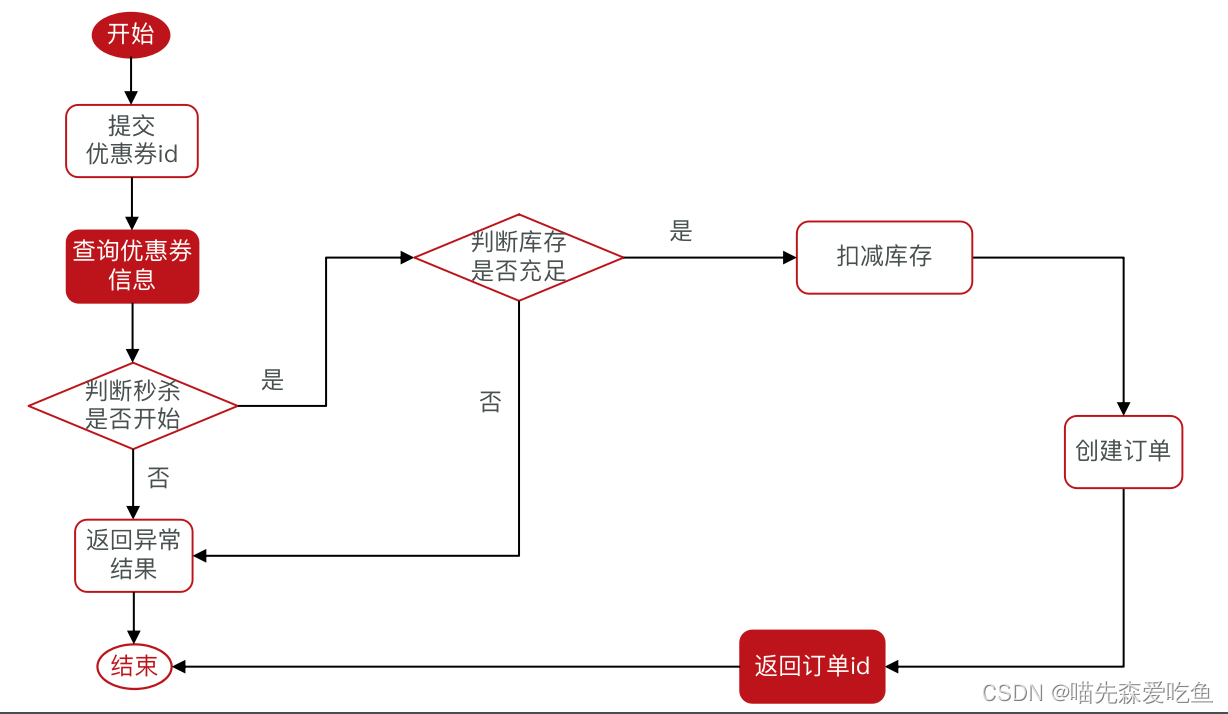 开始
提交
优惠券id
查询优惠券
信息
判断秒杀
是否开始
是
否
返回异常
结果
结束
判断库存
是否充足
是
否
扣减库存
创建订单
返回订单id
CSDN @喵先森爱吃鱼